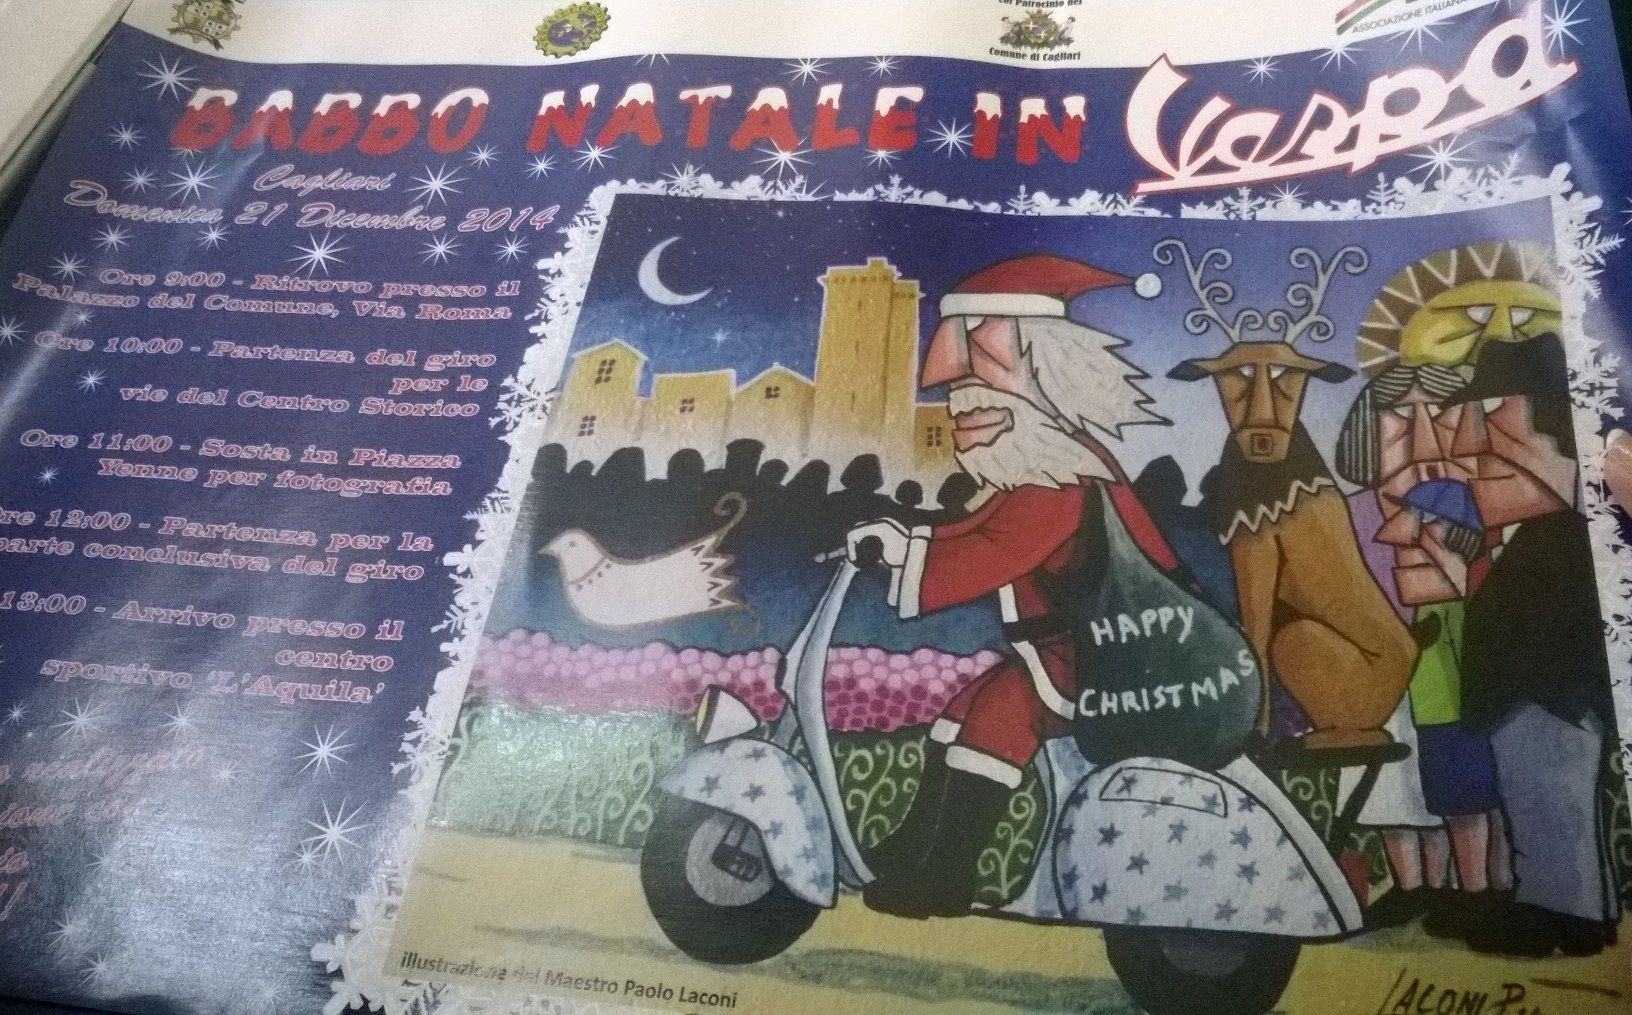 col Patrocinio del
Comune di Cagliari
ASSOCIAZIONE ITALIANA
BABBO NATALE IN Vespa
Cagliari
Domenica 21 Dicembre 2014
Ore 9:00 - Ritrovo presso il
Palazzo del Comune, Via Roma
Ore 10:00 - Partenza del giro
per le
vie del Centro Storico
Ore 11:00 - Sosta in Piazza
Yenne per fotografia
Ore 12:00 - Partenza per la
parte conclusiva del giro
13:00 - Arrivo presso il
centro
sportivo 'L'Aquila'
HAPPY
CHRISTMAS
illustrazione del Maestro Paolo Laconi
LACONI P.